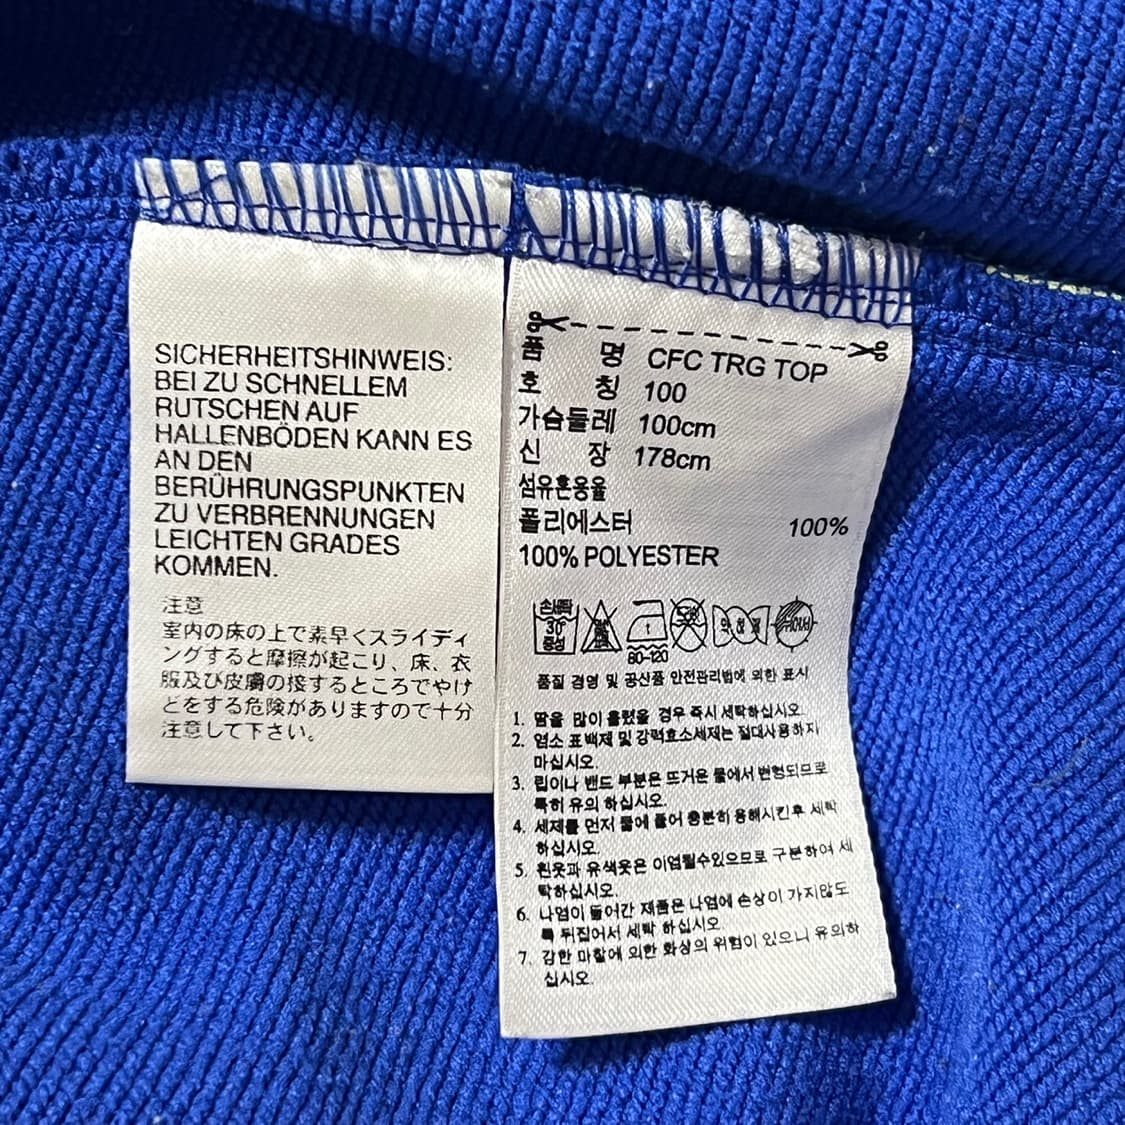 SICHERHEITSHINWEIS:
BEI ZU SCHNELLEM
RUTSCHEN AUF
HALLENBÖDEN KANN ES
AN DEN
BERÜHRUNGSPUNKTEN
ZU VERBRENNUNGEN
LEICHTEN GRADES
KOMMEN.
注意
室内の床の上で素早くスライディ
ングすると摩擦が起こり、床、衣
服及び皮膚の接するところでやけ
どをする危険がありますので十分
注意して下さい。
품 명 CFC TRG TOP
호 칭 100
가슴둘레 100cm
신 장 178cm
섬유혼용율
폴리에스터 100%
100% POLYESTER
손세탁
30°
중성
80~120
품질 경영 및 공산품 안전관리법에 의한 표시
1. 땀을 많이 흘렸을 경우 즉시 세탁하십시오.
2. 염소 표백제 및 강력효소세제는 절대사용하지
마십시오.
3. 립이나 밴드 부분은 뜨거운 물에서 변형되므로
특히 유의 하십시오.
4. 세제를 먼저 물에 풀어 충분히 용해시킨후 세탁
하십시오.
5. 흰옷과 유색옷은 이염될수있으므로 구분하여 세
탁하십시오.
6. 나염이 들어간 제품은 나염에 손상이 가지않도
록 뒤집어서 세탁 하십시오.
7. 강한 마찰에 의한 화상의 위험이 있으니 유의하
십시오.